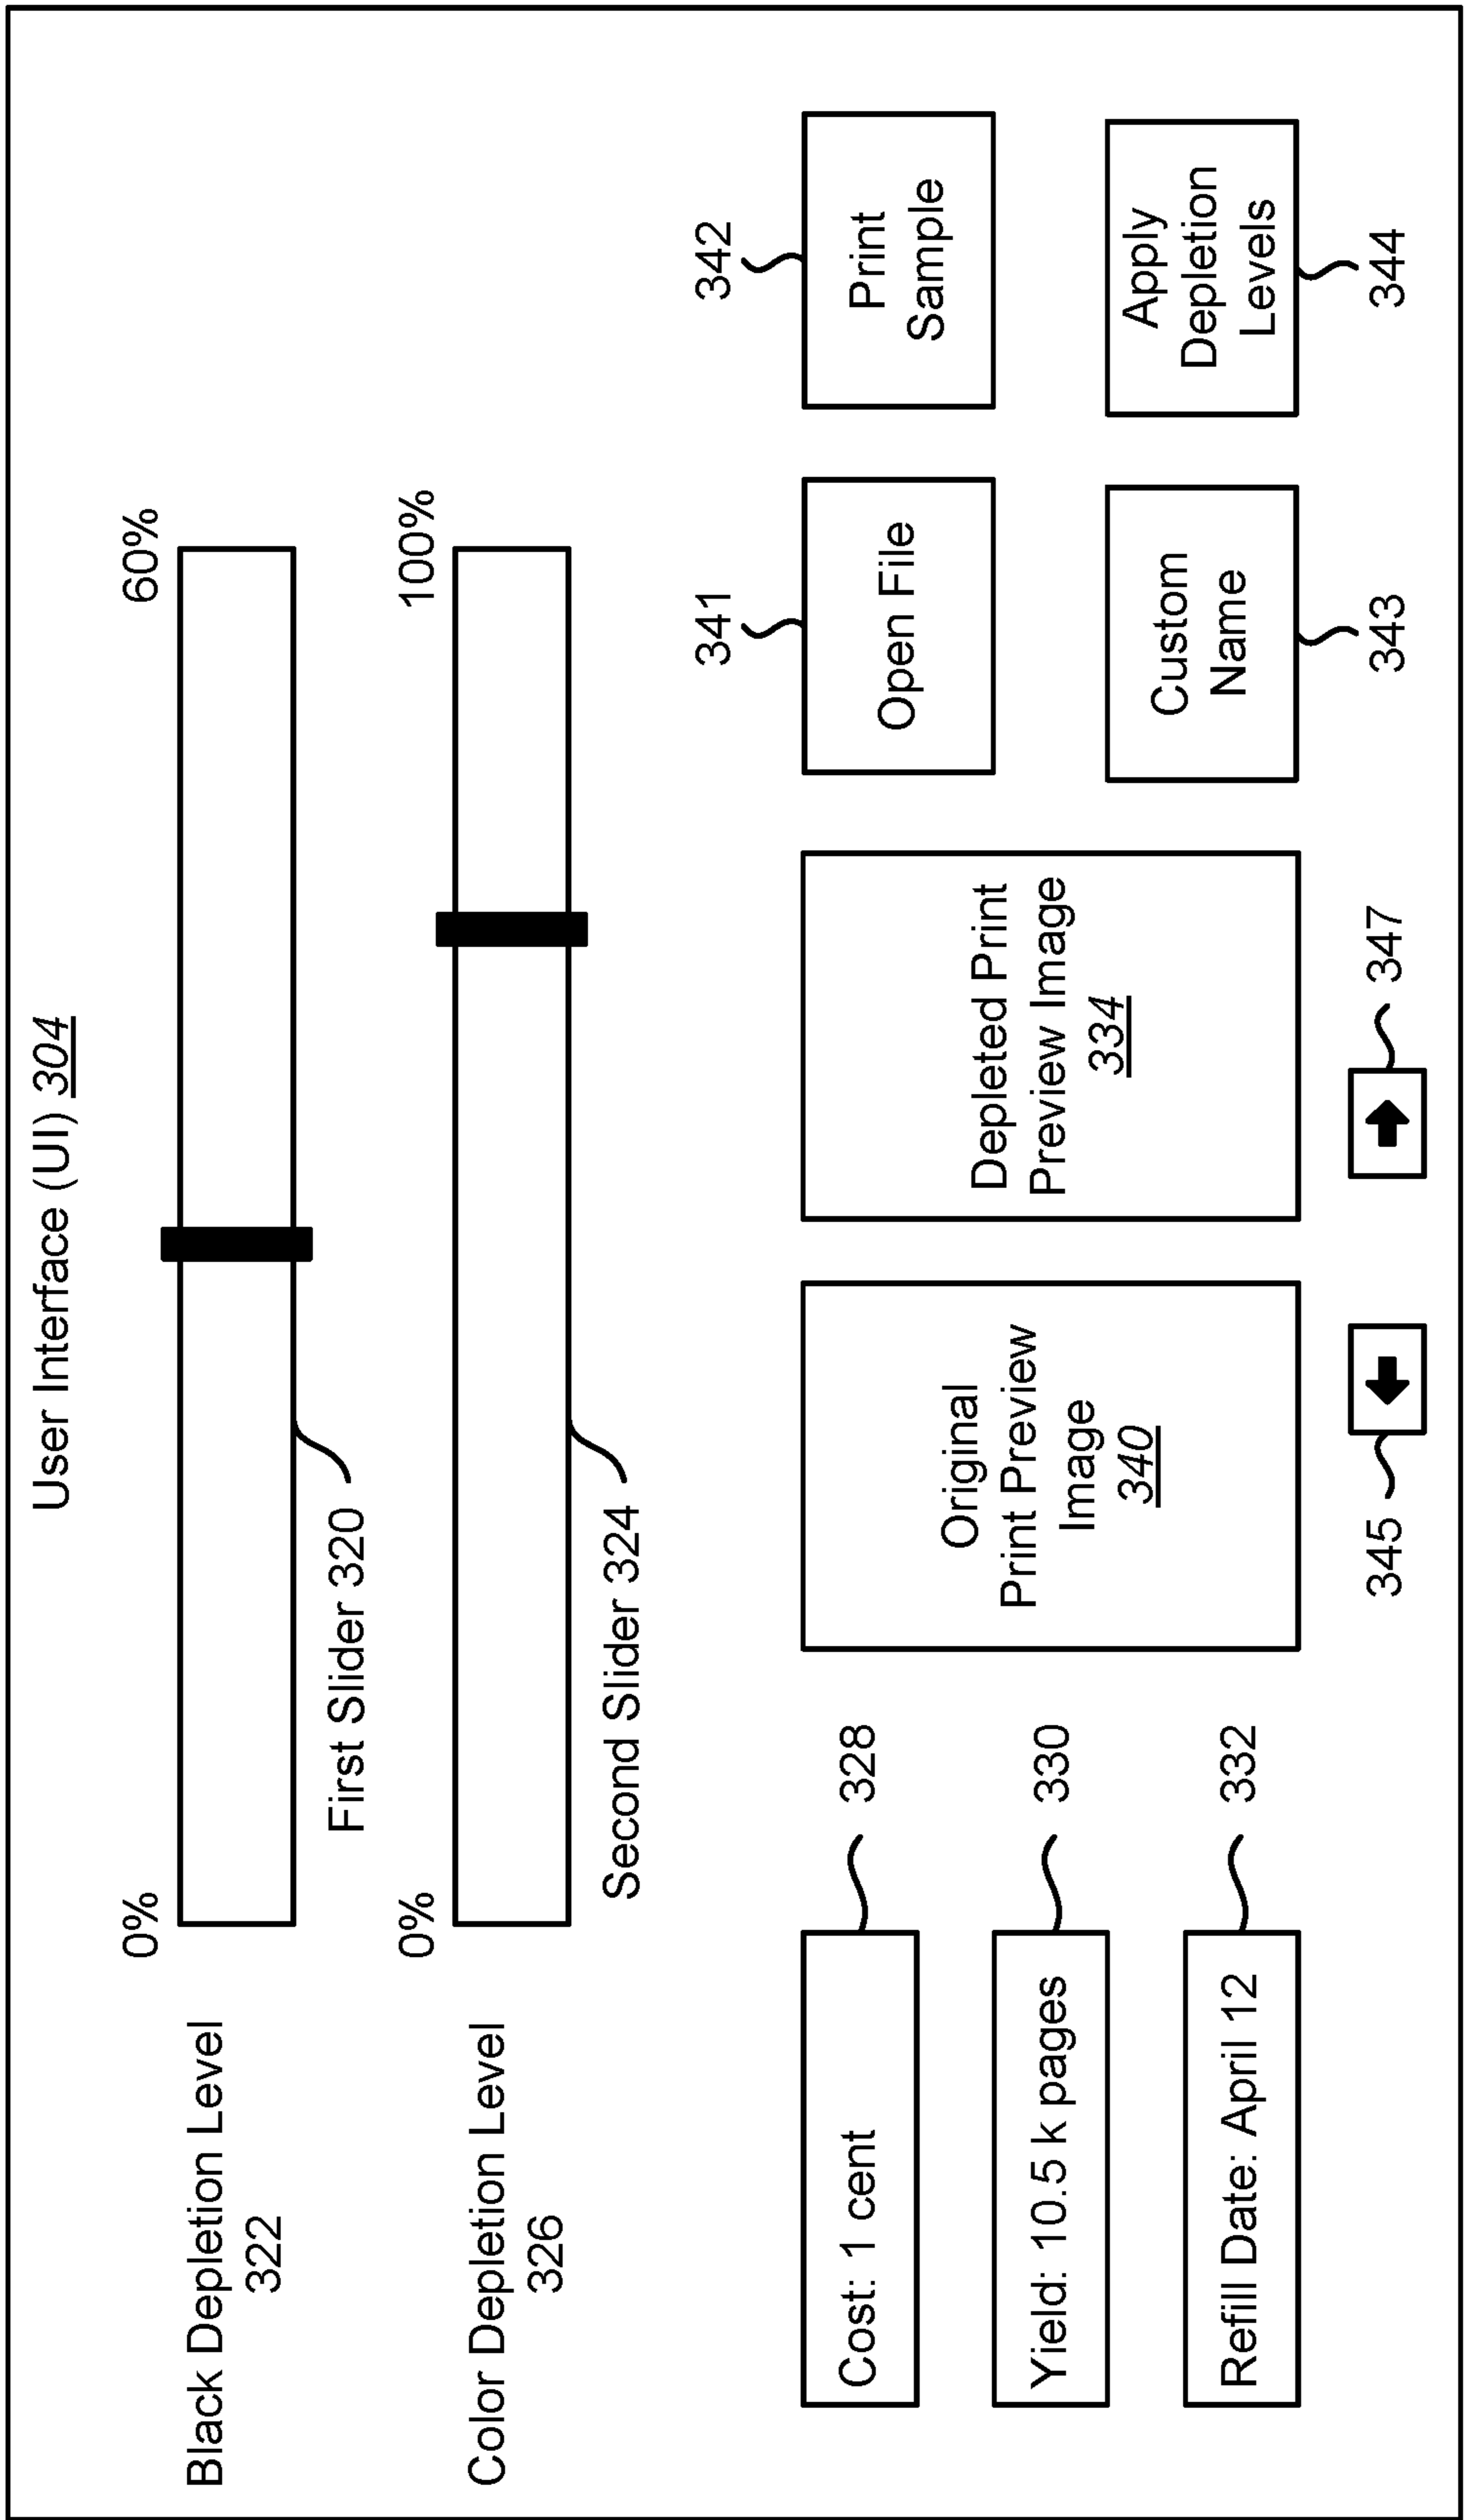 User Interface (UI) 304
0%
60%
Black Depletion Level
322
First Slider 320
0%
100%
Color Depletion Level
326
Second Slider 324
Cost: 1 cent
328
Yield: 10.5 k pages
330
Refill Date: April 12
332
Original
Print Preview
Image
340
Depleted Print
Preview Image
334
345
347
341
Open File
342
Print
Sample
Custom
Name
343
Apply
Depletion
Levels
344